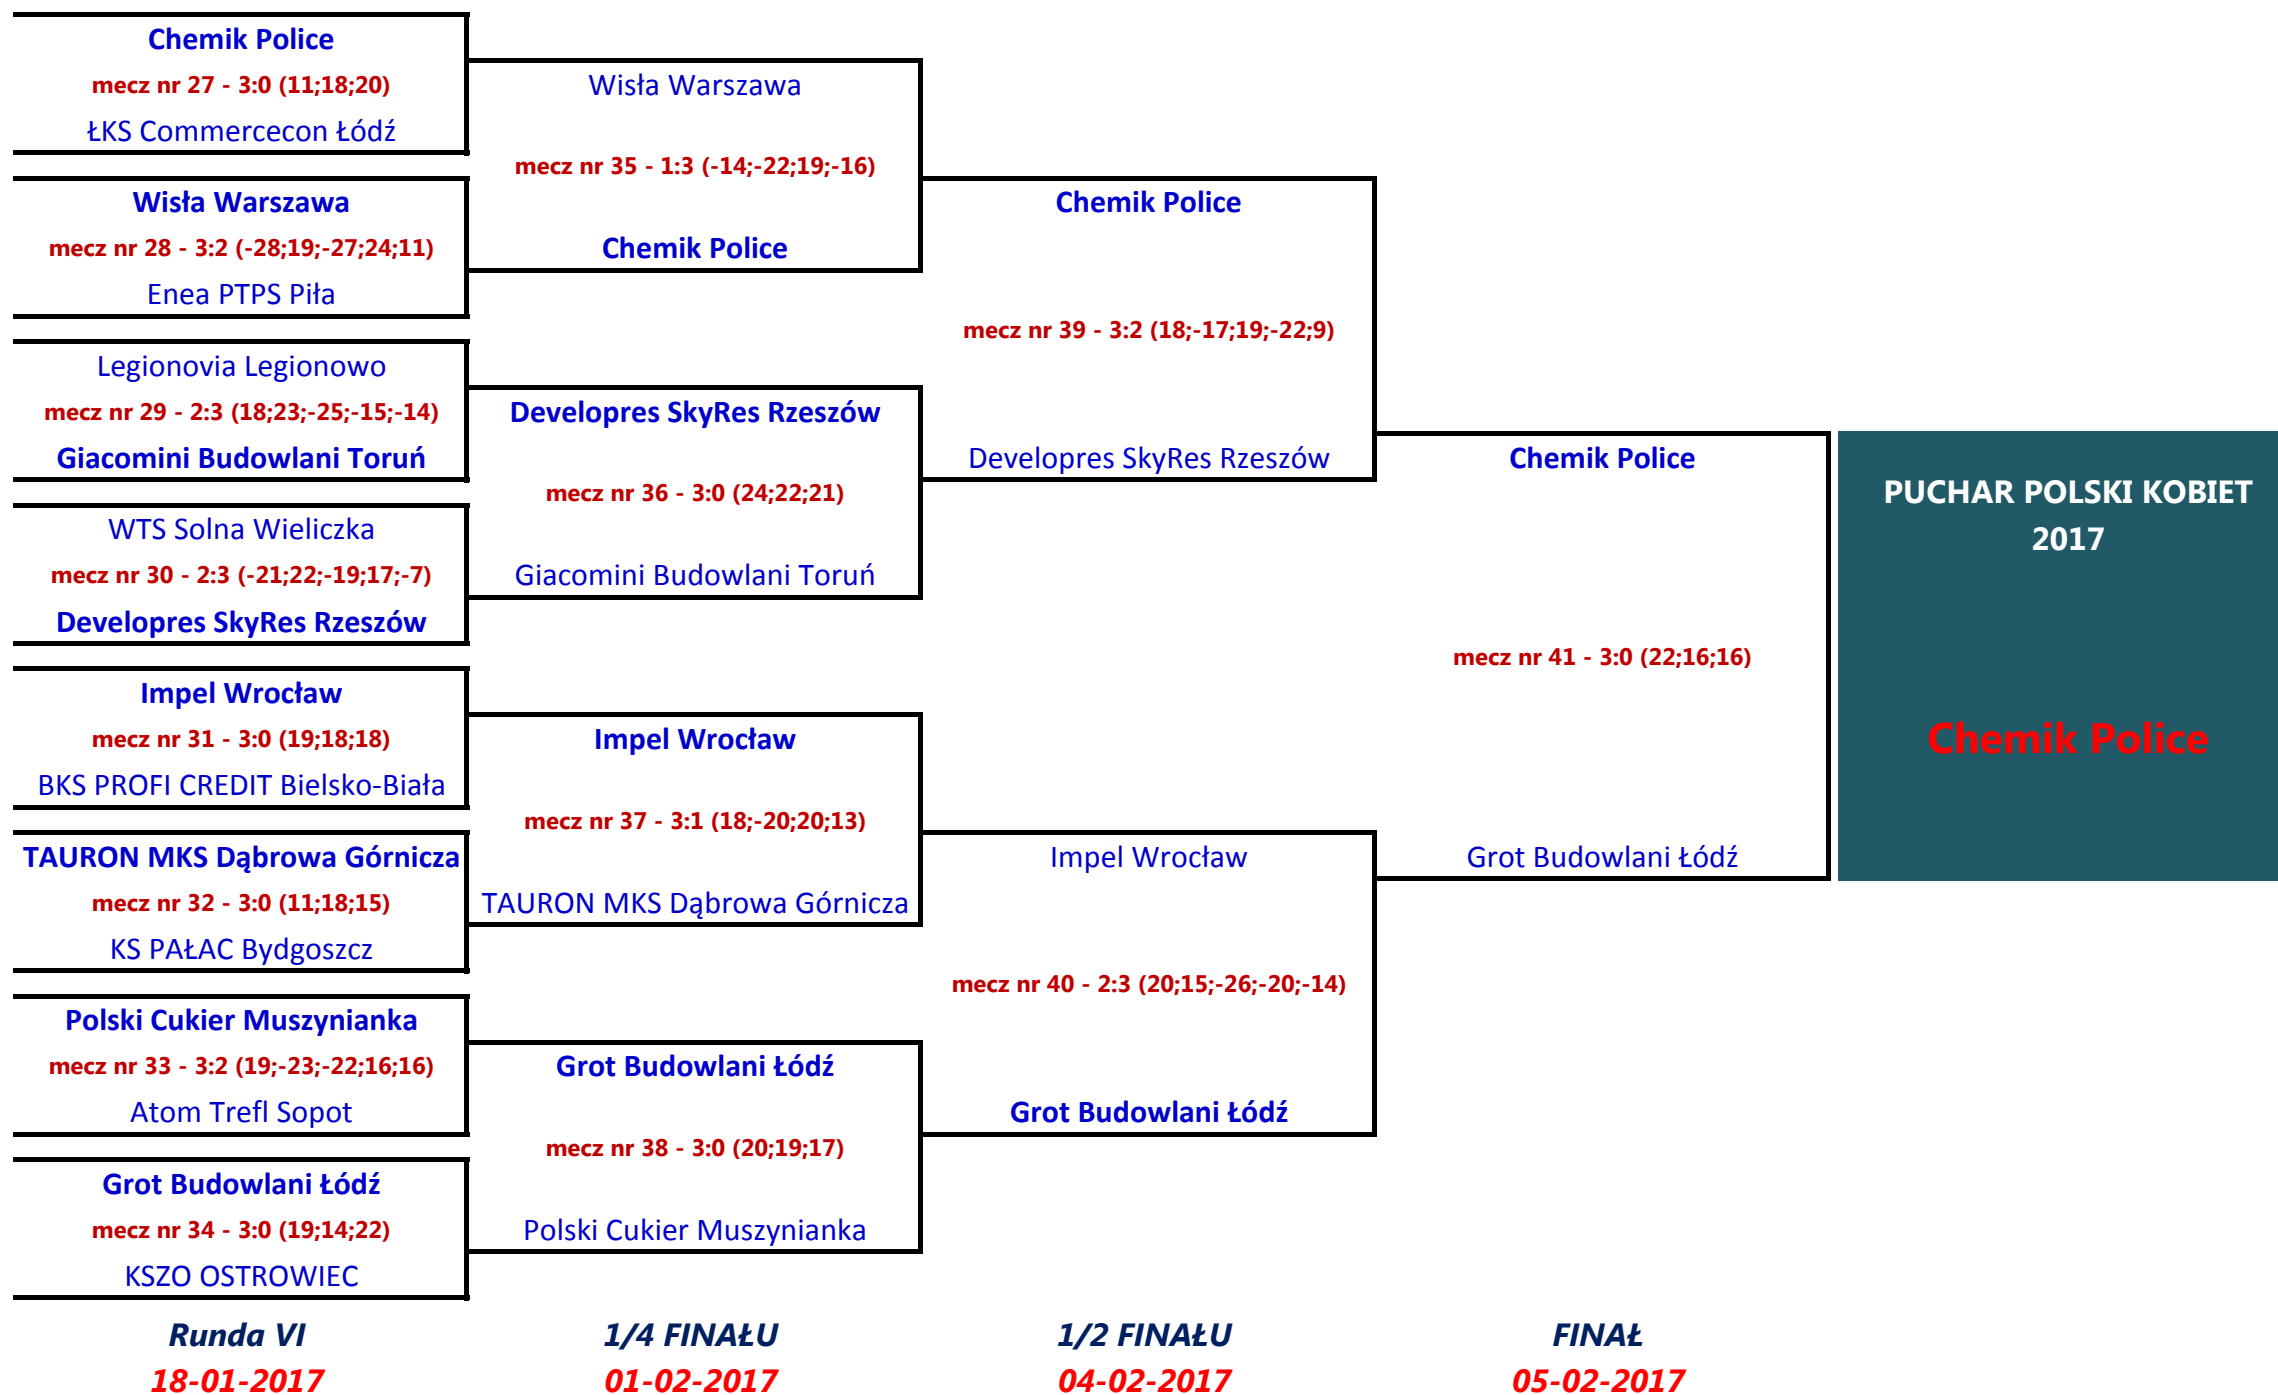 Chemik Police
mecz nr 27 - 3:0 (11;18;20)
ŁKS Commercecon Łódź
Wisła Warszawa
mecz nr 28 - 3:2 (-28;19;-27;24;11)
Enea PTPS Piła
Legionovia Legionowo
mecz nr 29 - 2:3 (18;23;-25;-15;-14)
Giacomini Budowlani Toruń
WTS Solna Wieliczka
mecz nr 30 - 2:3 (-21;22;-19;17;-7)
Developres SkyRes Rzeszów
Impel Wrocław
mecz nr 31 - 3:0 (19;18;18)
BKS PROFI CREDIT Bielsko-Biała
TAURON MKS Dąbrowa Górnicza
mecz nr 32 - 3:0 (11;18;15)
KS PAŁAC Bydgoszcz
Polski Cukier Muszynianka
mecz nr 33 - 3:2 (19;-23;-22;16;16)
Atom Trefl Sopot
Grot Budowlani Łódź
mecz nr 34 - 3:0 (19;14;22)
KSZO OSTROWIEC
Runda VI
18-01-2017
Wisła Warszawa
mecz nr 35 - 1:3 (-14;-22;19;-16)
Chemik Police
Developres SkyRes Rzeszów
mecz nr 36 - 3:0 (24;22;21)
Giacomini Budowlani Toruń
Impel Wrocław
mecz nr 37 - 3:1 (18;-20;20;13)
TAURON MKS Dąbrowa Górnicza
Grot Budowlani Łódź
mecz nr 38 - 3:0 (20;19;17)
Polski Cukier Muszynianka
1/4 FINAŁU
01-02-2017
Chemik Police
mecz nr 39 - 3:2 (18;-17;19;-22;9)
Developres SkyRes Rzeszów
Impel Wrocław
mecz nr 40 - 2:3 (20;15;-26;-20;-14)
Grot Budowlani Łódź
1/2 FINAŁU
04-02-2017
Chemik Police
mecz nr 41 - 3:0 (22;16;16)
Grot Budowlani Łódź
FINAŁ
05-02-2017
PUCHAR POLSKI KOBIET
2017
Chemik Police